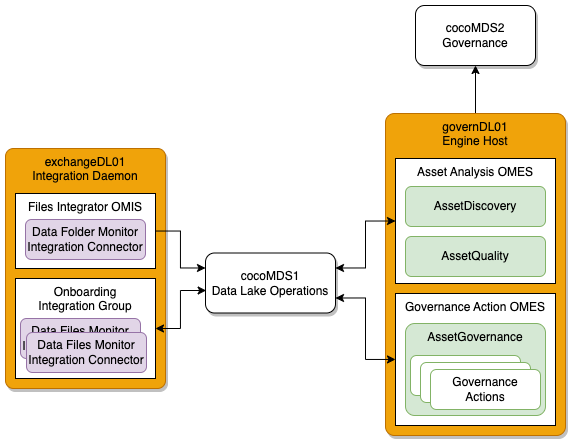 cocoMDS2
Governance
governDL01
Engine Host
Asset Analysis OMES
AssetDiscovery
AssetQuality
Governance Action OMES
AssetGovernance
Governance
Actions
exchangeDL01
Integration Daemon
Files Integrator OMIS
Data Folder Monitor
Integration Connector
Onboarding
Integration Group
Data Files Monitor
Data Files Monitor
Integration Connector
cocoMDS1
Data Lake Operations